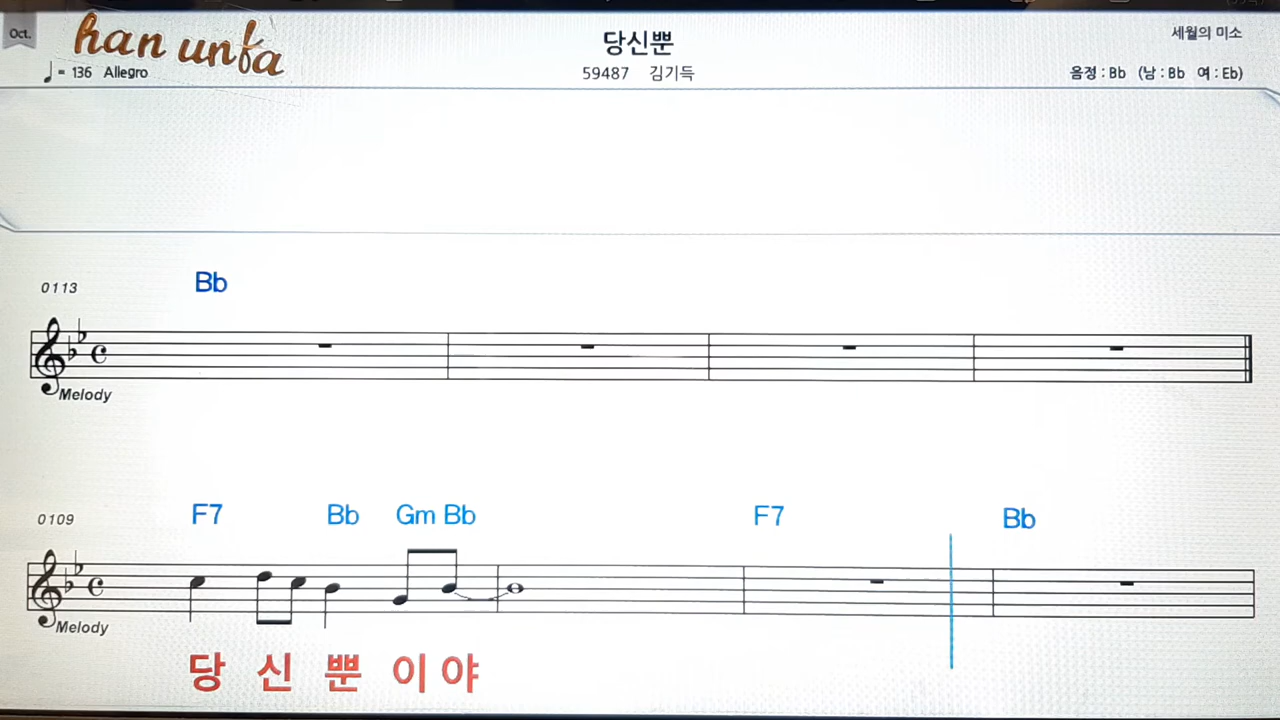 Oct.
han unfa
당신뿐
세월의 미소
♩= 136 Allegro
59487 김기득
음정 : Bb (남 : Bb 여 : Eb)
0113
Bb
Melody
0109
F7 Bb Gm Bb F7 Bb
Melody
당 신 뿐 이 야